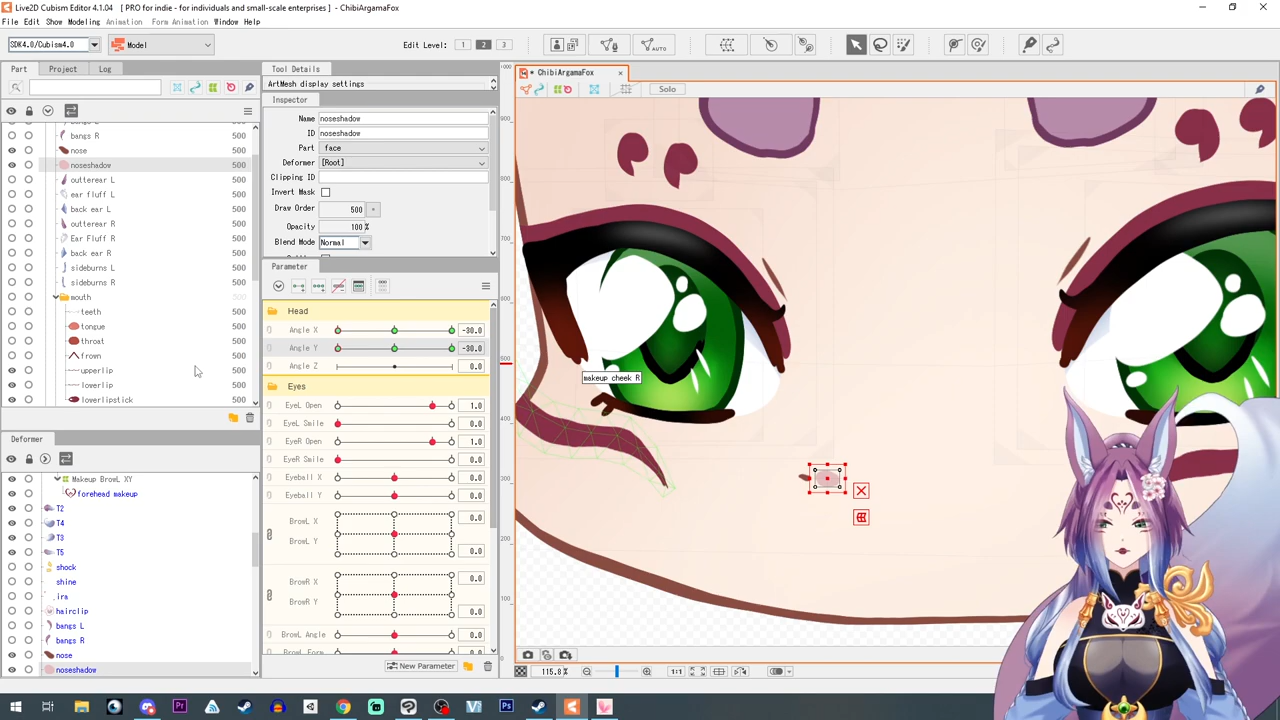 Live2D Cubism Editor 4.1.04 [ PRO for indie - for individuals and small-scale enterprises ] - ChibiArgamaFox
File Edit Show Modeling Animation Form Animation Window Help
SDK4.0/Cubism4.0 Model Edit Level: 1 2 3 AUTO
Part Project Log
bangs R 500
nose 500
noseshadow 500
outterear L 500
ear fluff L 500
back ear L 500
outterear R 500
Ear Fluff R 500
back ear R 500
sideburns L 500
sideburns R 500
mouth 500
teeth 500
tongue 500
throat 500
frown 500
upperlip 500
loverlip 500
loverlipstick 500
Deformer
Makeup BrowL XY
forehead makeup
T2
T4
T3
T5
shock
shine
ira
hairclip
bangs L
bangs R
nose
noseshadow
Tool Details
ArtMesh display settings
Inspector
Name noseshadow
ID noseshadow
Part face
Deformer [Root]
Clipping ID
Invert Mask
Draw Order 500
Opacity 100 %
Blend Mode Normal
Parameter
Head
Angle X -30.0
Angle Y -30.0
Angle Z 0.0
Eyes
EyeL Open 1.0
EyeL Smile 0.0
EyeR Open 1.0
EyeR Smile 0.0
Eyeball X 0.0
Eyeball Y 0.0
BrowL X 0.0
BrowL Y 0.0
BrowR X 0.0
BrowR Y 0.0
BrowL Angle 0.0
BrowL Form
New Parameter
* ChibiArgamaFox
Solo
makeup cheek R
115.8% 1:1